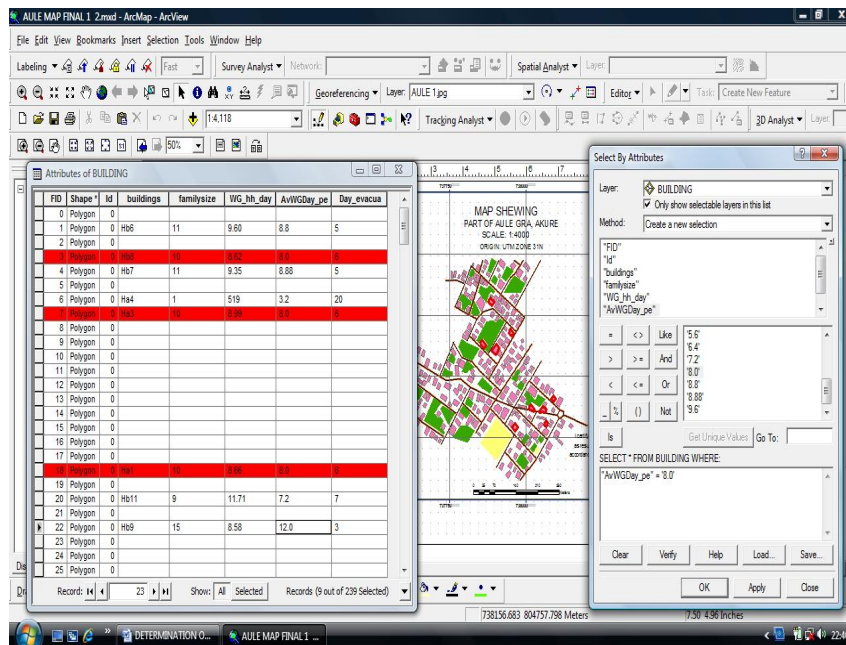 AULE MAP FINAL 1 2.mxd - ArcMap - ArcView
File Edit View Bookmarks Insert Selection Tools Window Help
Labeling Fast Survey Analyst Network: Spatial Analyst Layer:
Georeferencing Layer: AULE 1.jpg Editor Task: Create New Feature
1:4,118 Tracking Analyst 3D Analyst Layer:
50%
Attributes of BUILDING
FID Shape * Id buildings familysize WG_hh_day AvWGDay_pe Day_evacua
0 Polygon 0
1 Polygon 0 Hb6 11 9.60 8.8 5
2 Polygon 0
3 Polygon 0 10 8.62 8.0 6
4 Polygon 0 Hb7 11 9.35 8.88 5
5 Polygon 0
6 Polygon 0 Ha4 1 519 3.2 20
7 Polygon 0 Ha3 10 8.99 8.0 6
8 Polygon 0
9 Polygon 0
10 Polygon 0
11 Polygon 0
12 Polygon 0
13 Polygon 0
14 Polygon 0
15 Polygon 0
16 Polygon 0
17 Polygon 0
18 Polygon 0 Ha1 10 8.66 8.0 6
19 Polygon 0
20 Polygon 0 Hb11 9 11.71 7.2 7
21 Polygon 0
22 Polygon 0 Hb9 15 8.58 12.0 3
23 Polygon 0
24 Polygon 0
25 Polygon 0
Record: 23 Show: All Selected Records (9 out of 239 Selected)
3 4 5 6 7
MAP SHEWING
PART OF AULE GRA, AKURE
SCALE: 1:4000
ORIGIN: UTM ZONE 31N
Select By Attributes
Layer: BUILDING
Only show selectable layers in this list
Method: Create a new selection
"FID"
"Id"
"buildings"
"familysize"
"WG_hh_day"
"AvWGDay_pe"
= <> Like
> >= And
< <= Or
_ % () Not
Is
'5.6'
'6.4'
'7.2'
'8.0'
'8.8'
'8.88'
'9.6'
Get Unique Values Go To:
SELECT * FROM BUILDING WHERE:
"AvWGDay_pe" = '8.0'
Clear Verify Help Load... Save...
OK Apply Close
738156.683 804757.798 Meters 7.50 4.96 Inches
DETERMINATION O... AULE MAP FINAL 1 ...